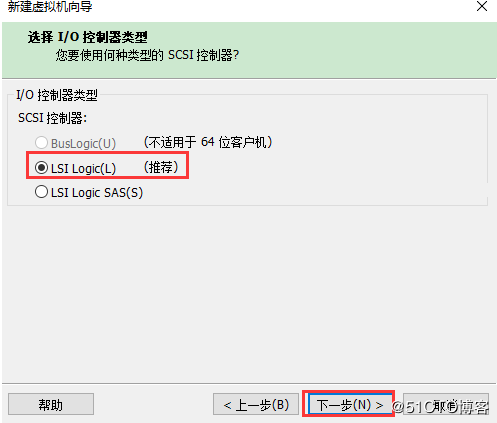 新建虚拟机向导
选择 I/O 控制器类型
您要使用何种类型的 SCSI 控制器?
I/O 控制器类型
SCSI 控制器:
BusLogic(U) (不适用于 64 位客户机)
LSI Logic(L) (推荐)
LSI Logic SAS(S)
帮助 < 上一步(B) 下一步(N) > 取消
@51CTO博客